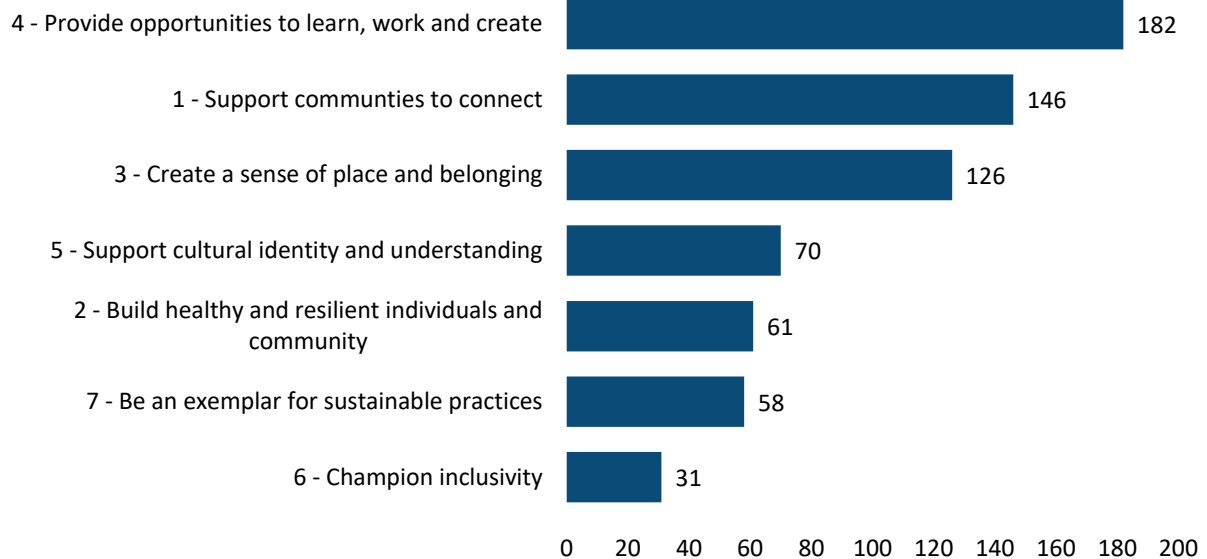 4 - Provide opportunities to learn, work and create
182
1 - Support communties to connect
146
3 - Create a sense of place and belonging
126
5 - Support cultural identity and understanding
70
2 - Build healthy and resilient individuals and
community
61
7 - Be an exemplar for sustainable practices
58
6 - Champion inclusivity
31
0 20 40 60 80 100 120 140 160 180 200